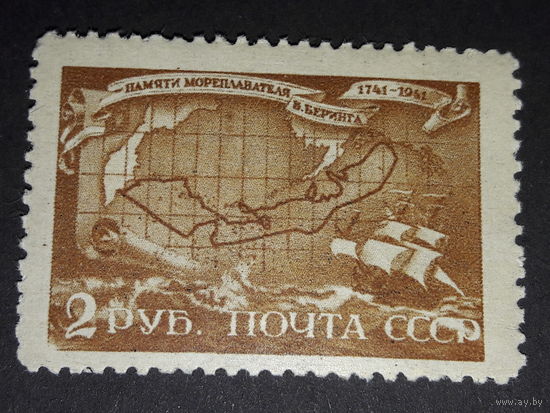 ПАМЯТИ МОРЕПЛАВАТЕЛЯ
В. БЕРИНГА
1741-1941
2 РУБ. ПОЧТА СССР
www.ay.by